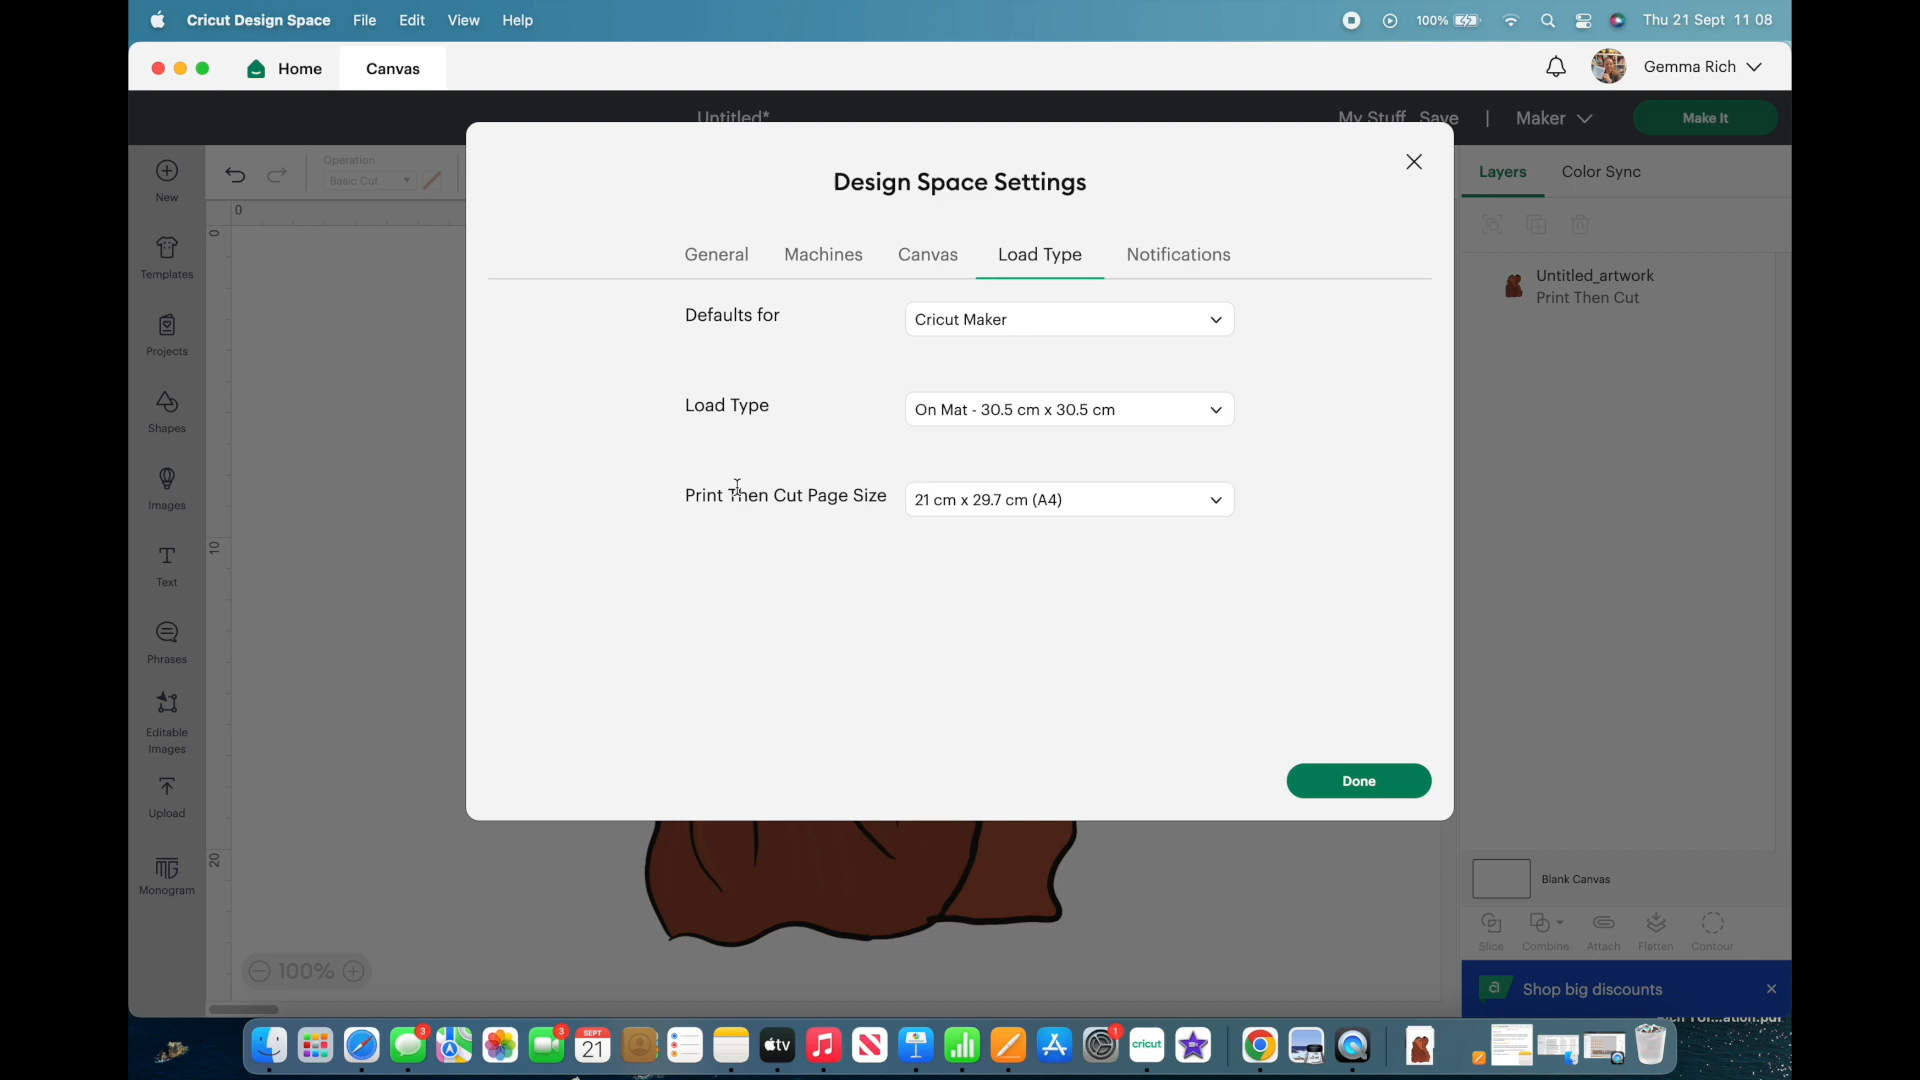 Cricut Design Space File Edit View Help
100% Thu 21 Sept 11 08
Home Canvas
Gemma Rich
Untitled*
My Stuff Save | Maker Make It
Operation
Basic Cut
New
Templates
Projects
Shapes
Images
Text
Phrases
Editable
Images
Upload
Monogram
0
0
10
20
Design Space Settings
General Machines Canvas Load Type Notifications
Defaults for Cricut Maker
Load Type On Mat - 30.5 cm x 30.5 cm
Print Then Cut Page Size 21 cm x 29.7 cm (A4)
Done
100%
Layers Color Sync
Untitled_artwork
Print Then Cut
Blank Canvas
Slice Combine Attach Flatten Contour
a Shop big discounts
3
3
SEPT
21
tv
1
cricut